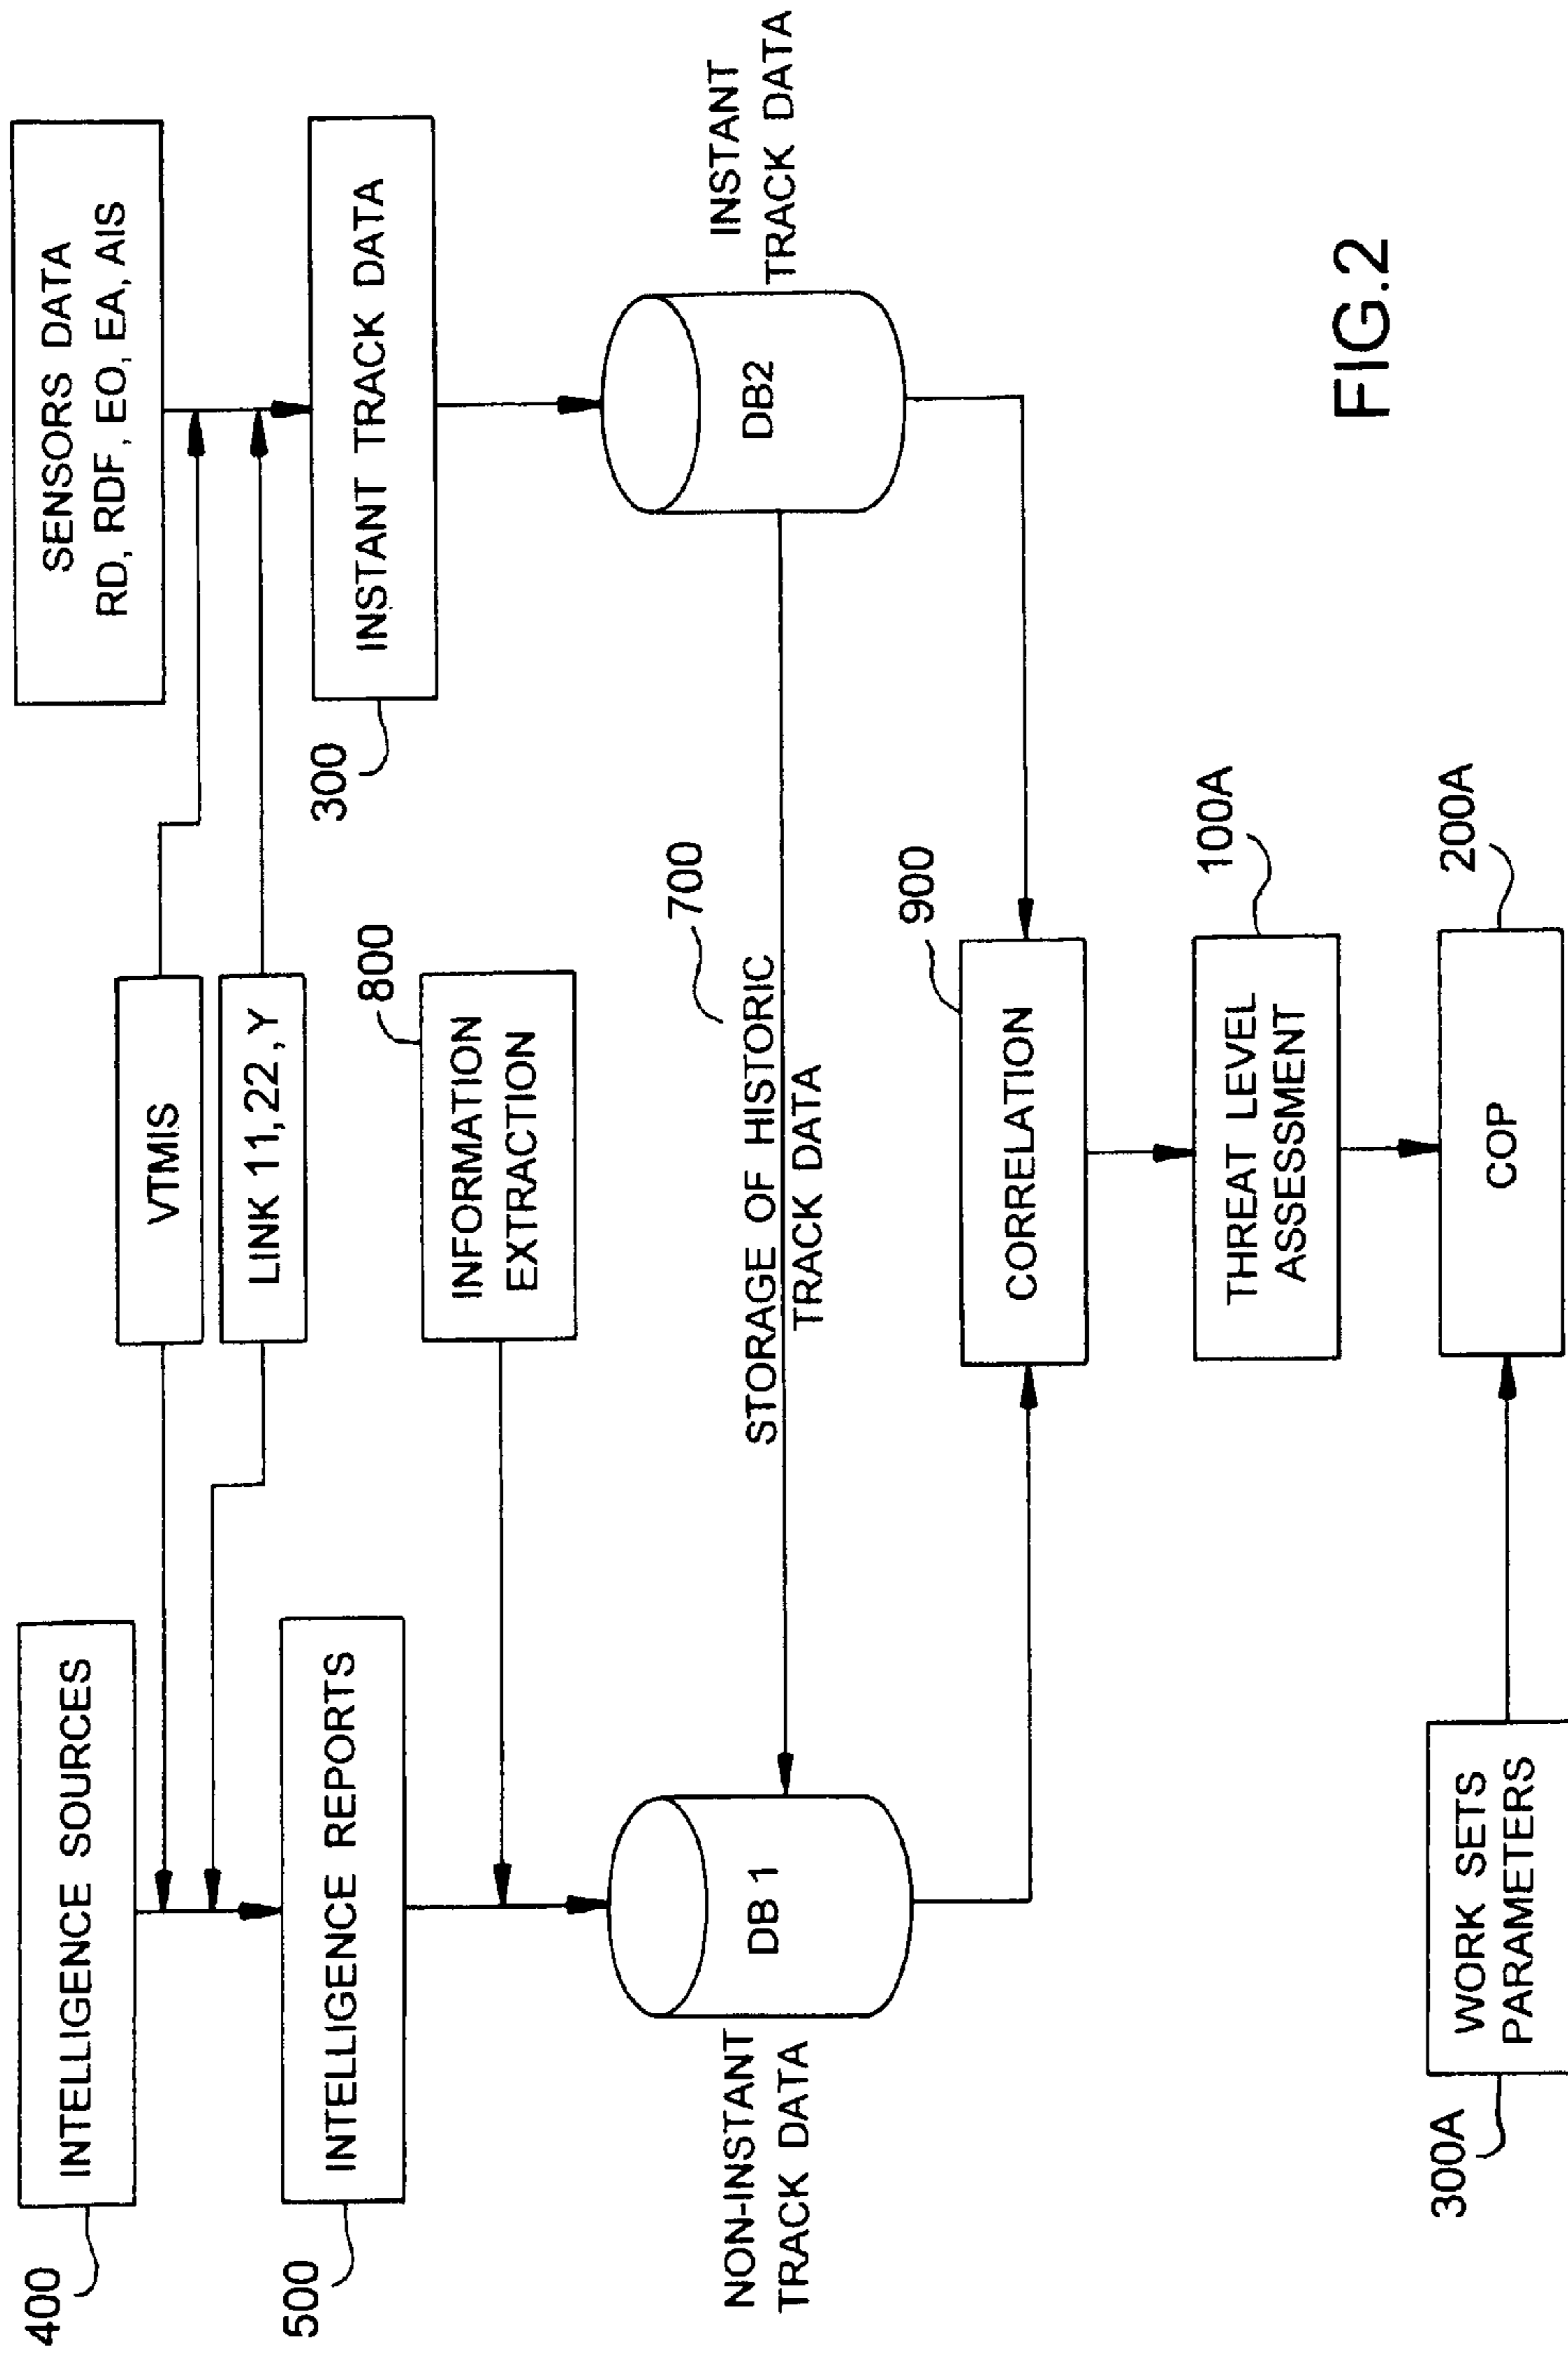 400
INTELLIGENCE SOURCES
VTMIS
SENSORS DATA
RD, RDF, EO, EA, AIS
LINK 11, 22, Y
500
INTELLIGENCE REPORTS
800
INFORMATION
EXTRACTION
300
INSTANT TRACK DATA
NON-INSTANT
TRACK DATA
DB 1
700
STORAGE OF HISTORIC
TRACK DATA
DB2
INSTANT
TRACK DATA
900
CORRELATION
100A
THREAT LEVEL
ASSESSMENT
300A
WORK SETS
PARAMETERS
200A
COP
FIG.2